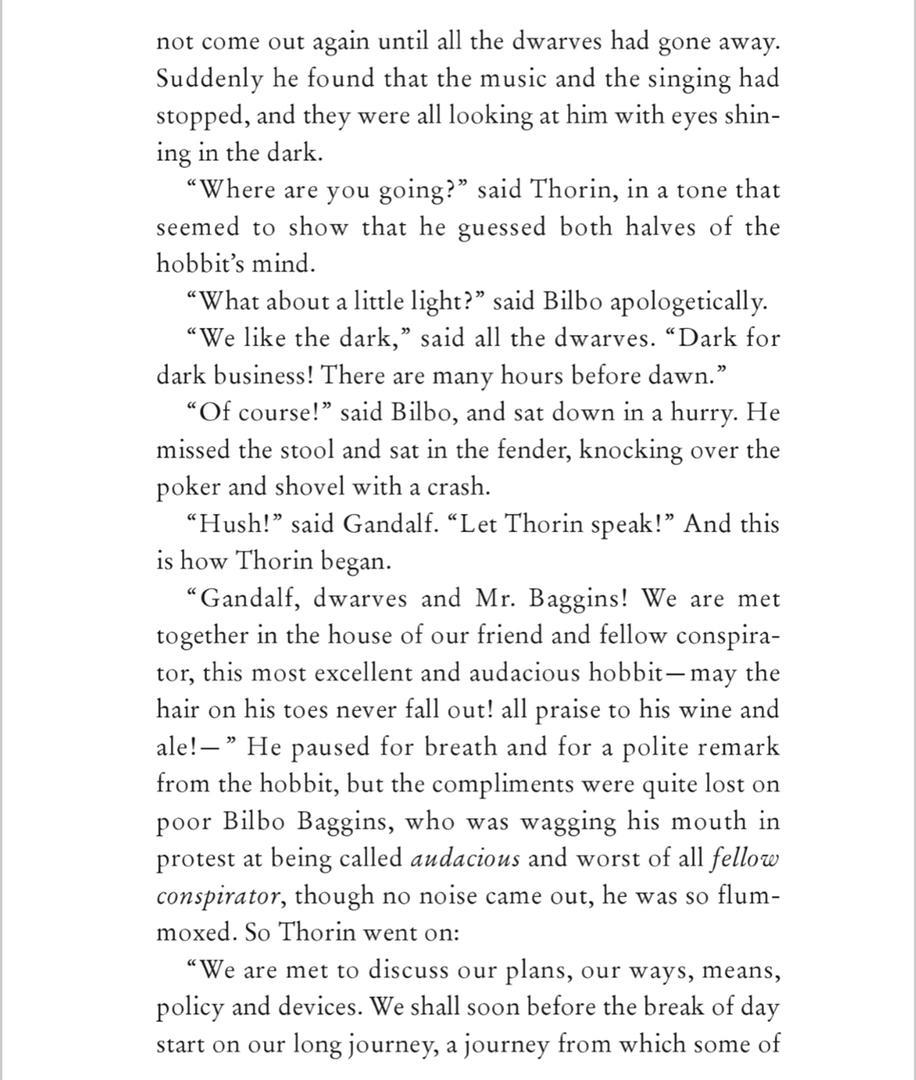 not come out again until all the dwarves had gone away.
Suddenly he found that the music and the singing had
stopped, and they were all looking at him with eyes shin-
ing in the dark.
“Where are you going?” said Thorin, in a tone that
seemed to show that he guessed both halves of the
hobbit’s mind.
“What about a little light?” said Bilbo apologetically.
“We like the dark,” said all the dwarves. “Dark for
dark business! There are many hours before dawn.”
“Of course!” said Bilbo, and sat down in a hurry. He
missed the stool and sat in the fender, knocking over the
poker and shovel with a crash.
“Hush!” said Gandalf. “Let Thorin speak!” And this
is how Thorin began.
“Gandalf, dwarves and Mr. Baggins! We are met
together in the house of our friend and fellow conspira-
tor, this most excellent and audacious hobbit—may the
hair on his toes never fall out! all praise to his wine and
ale!—” He paused for breath and for a polite remark
from the hobbit, but the compliments were quite lost on
poor Bilbo Baggins, who was wagging his mouth in
protest at being called audacious and worst of all fellow
conspirator, though no noise came out, he was so flum-
moxed. So Thorin went on:
“We are met to discuss our plans, our ways, means,
policy and devices. We shall soon before the break of day
start on our long journey, a journey from which some of